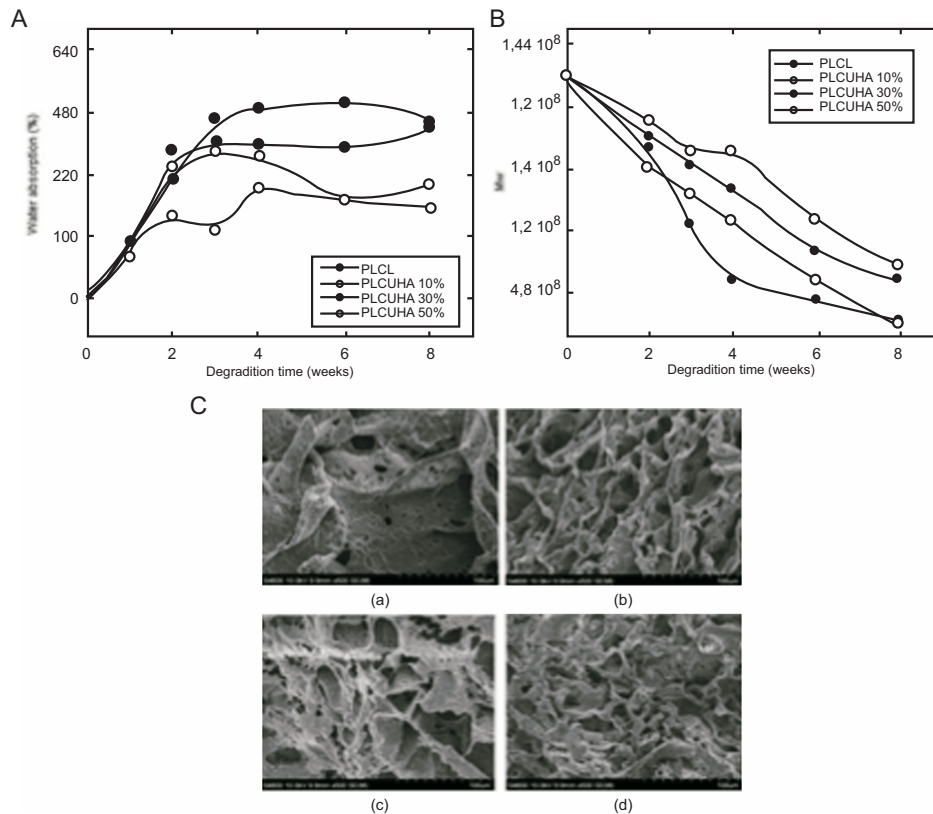 A
640
480
220
100
0
Water absorption (%)
PLCL
PLCUHA 10%
PLCUHA 30%
PLCUHA 50%
0 2 4 6 8
Degradition time (weeks)
B
1,44 10⁸
1,2 10⁸
1,4 10⁸
1,2 10⁸
4,8 10⁸
Mw
PLCL
PLCUHA 10%
PLCUHA 30%
PLCUHA 50%
0 2 4 6 8
Degradition time (weeks)
C
(a)
(b)
(c)
(d)